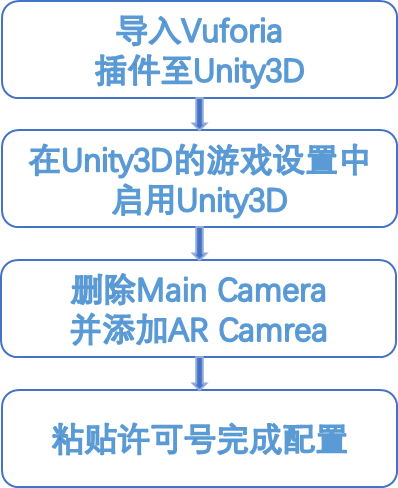 导入Vuforia
插件至Unity3D
在Unity3D的游戏设置中
启用Unity3D
删除Main Camera
并添加AR Camrea
粘贴许可号完成配置